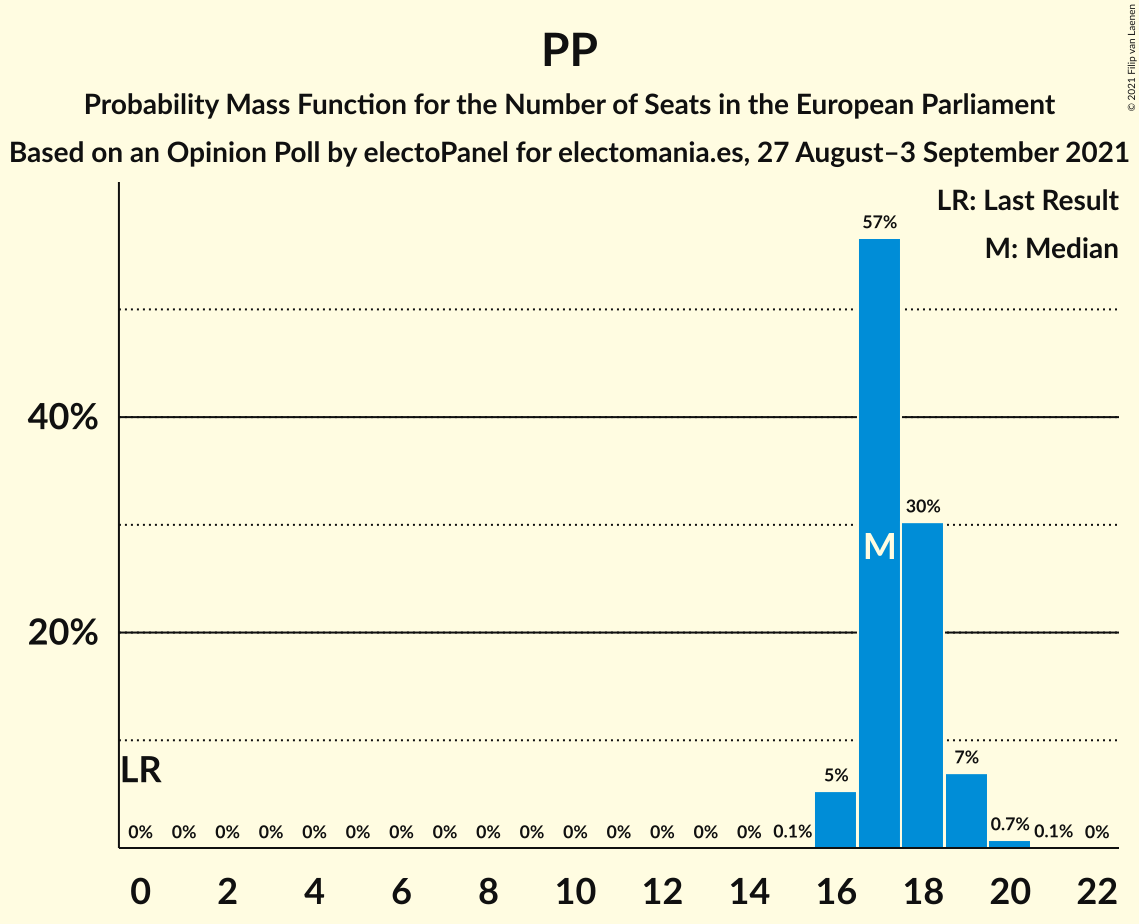 PP
Probability Mass Function for the Number of Seats in the European Parliament
Based on an Opinion Poll by electoPanel for electomania.es, 27 August–3 September 2021
© 2021 Filip van Laenen
LR: Last Result
M: Median
57%
40%
30%
M
20%
LR
7%
5%
0% 0% 0% 0% 0% 0% 0% 0% 0% 0% 0% 0% 0% 0% 0% 0.1% 0.7% 0.1% 0%
0 2 4 6 8 10 12 14 16 18 20 22